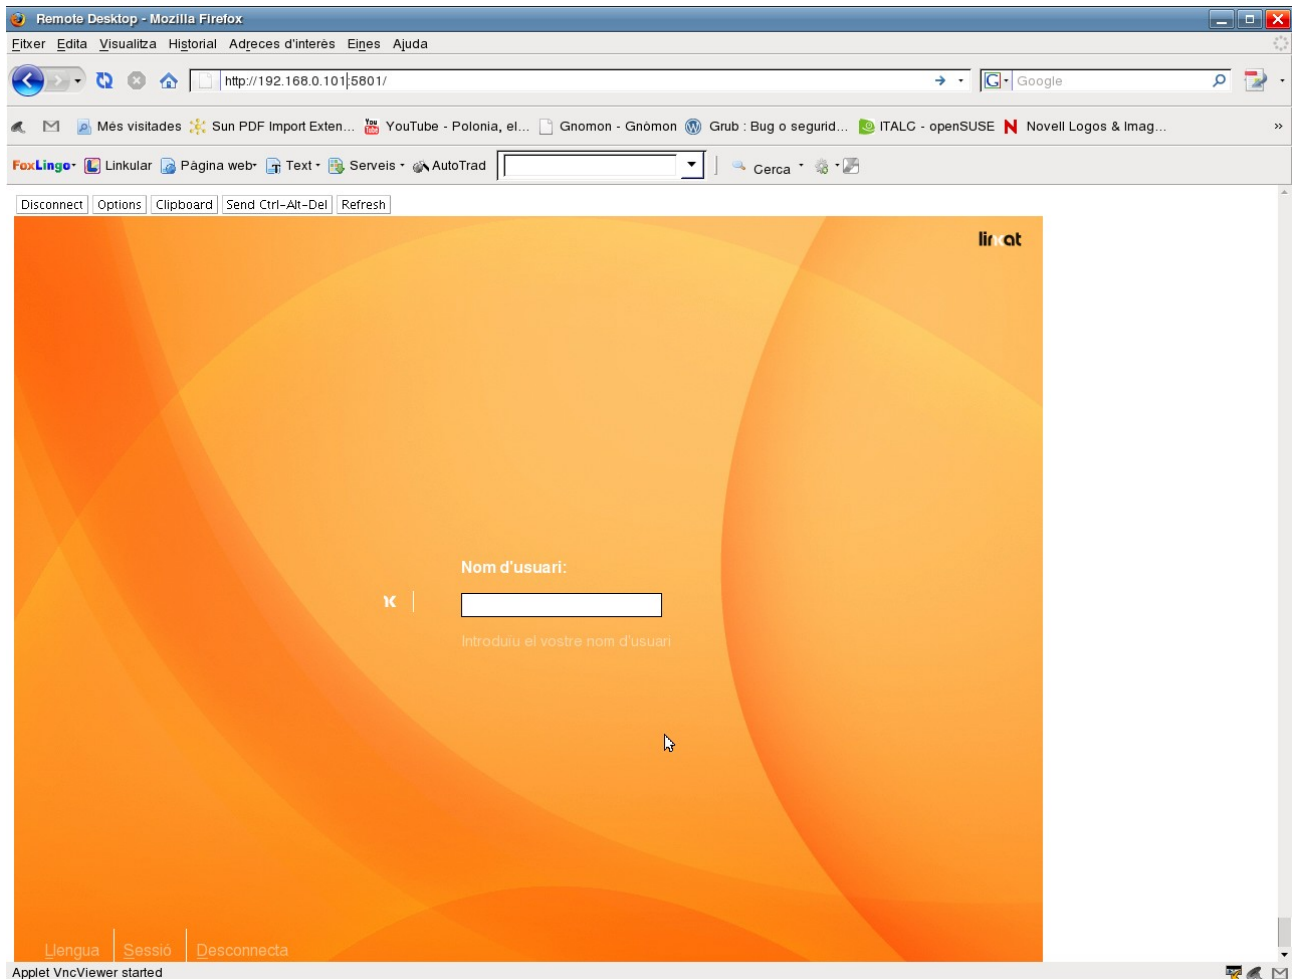 Remote Desktop - Mozilla Firefox
Fitxer Edita Visualitza Historial Adreces d'interès Eines Ajuda
http://192.168.0.101:5801/ G Google
Més visitades Sun PDF Import Exten... You Tube YouTube - Polonia, el... Gnomon - Gnòmon Grub : Bug o segurid... ITALC - openSUSE N Novell Logos & Imag... »
FoxLingo Linkular Pàgina web Text Serveis AutoTrad Cerca
Disconnect Options Clipboard Send Ctrl-Alt-Del Refresh
linkat
Nom d'usuari:
Introduïu el vostre nom d'usuari
Llengua Sessió Desconnecta
Applet VncViewer started